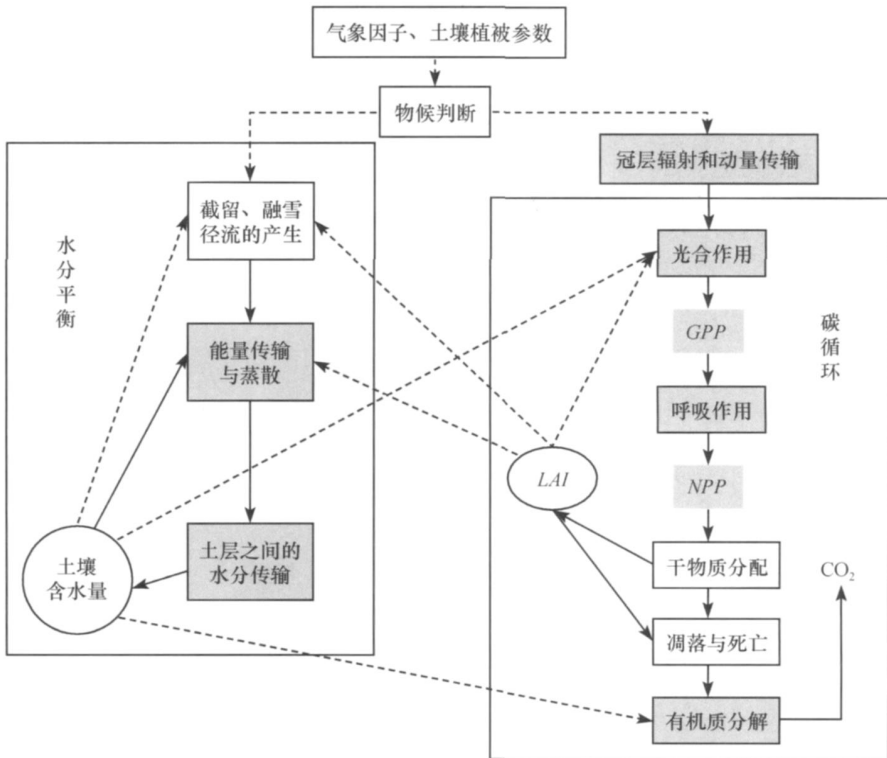 气象因子、土壤植被参数
物候判断
冠层辐射和动量传输
水分平衡
截留、融雪
径流的产生
能量传输
与蒸散
土层之间的
水分传输
土壤
含水量
碳循环
光合作用
GPP
呼吸作用
NPP
LAI
干物质分配
凋落与死亡
有机质分解
CO₂